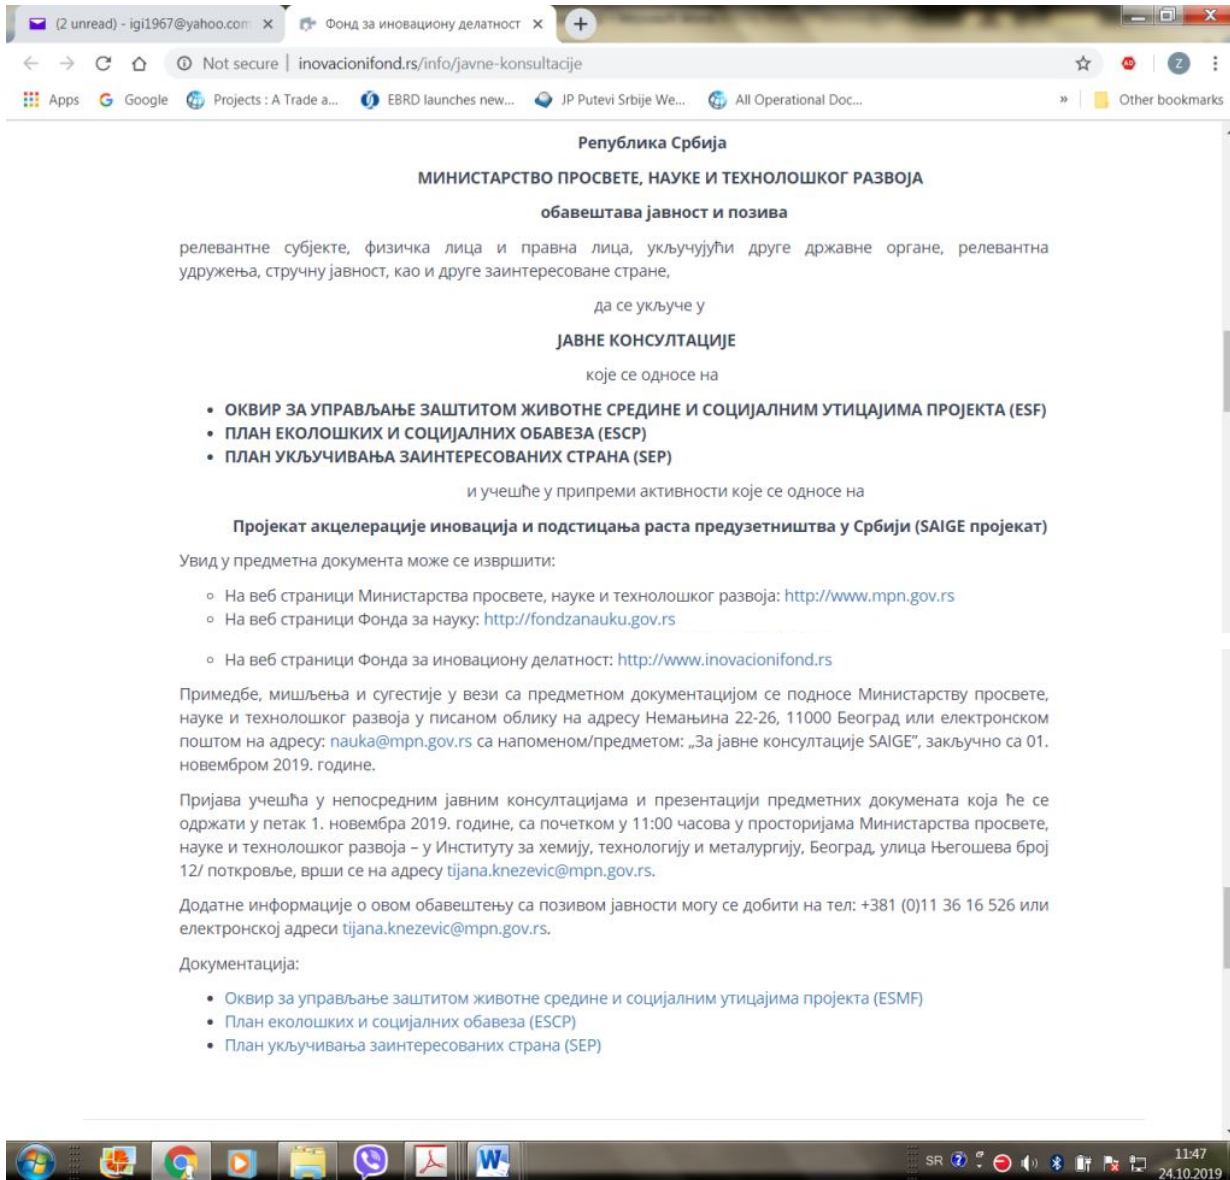 (2 unread) - igi1967@yahoo.com
Фонд за иновациону делатност
Not secure | inovacionifond.rs/info/javne-konsultacije
Apps Google Projects : A Trade a... EBRD launches new... JP Putevi Srbije We... All Operational Doc... » Other bookmarks
Република Србија
МИНИСТАРСТВО ПРОСВЕТЕ, НАУКЕ И ТЕХНОЛОШКОГ РАЗВОЈА
обавештава јавност и позива
релевантне субјекте, физичка лица и правна лица, укључујући друге државне органе, релевантна
удружења, стручну јавност, као и друге заинтересоване стране,
да се укључе у
ЈАВНЕ КОНСУЛТАЦИЈЕ
које се односе на
• ОКВИР ЗА УПРАВЉАЊЕ ЗАШТИТОМ ЖИВОТНЕ СРЕДИНЕ И СОЦИЈАЛНИМ УТИЦАЈИМА ПРОЈЕКТА (ESF)
• ПЛАН ЕКОЛОШКИХ И СОЦИЈАЛНИХ ОБАВЕЗА (ESCP)
• ПЛАН УКЉУЧИВАЊА ЗАИНТЕРЕСОВАНИХ СТРАНА (SEP)
и учешће у припреми активности које се односе на
Пројекат акцелерације иновација и подстицања раста предузетништва у Србији (SAIGE пројекат)
Увид у предметна документа може се извршити:
◦ На веб страници Министарства просвете, науке и технолошког развоја: http://www.mpn.gov.rs
◦ На веб страници Фонда за науку: http://fondzanauku.gov.rs
◦ На веб страници Фонда за иновациону делатност: http://www.inovacionifond.rs
Примедбе, мишљења и сугестије у вези са предметном документацијом се подносе Министарству просвете,
науке и технолошког развоја у писаном облику на адресу Немањина 22-26, 11000 Београд или електронском
поштом на адресу: nauka@mpn.gov.rs са напоменом/предметом: „За јавне консултације SAIGE”, закључно са 01.
новембром 2019. године.
Пријава учешћа у непосредним јавним консултацијама и презентацији предметних докумената која ће се
одржати у петак 1. новембра 2019. године, са почетком у 11:00 часова у просторијама Министарства просвете,
науке и технолошког развоја – у Институту за хемију, технологију и металургију, Београд, улица Његошева број
12/ поткровље, врши се на адресу tijana.knezevic@mpn.gov.rs.
Додатне информације о овом обавештењу са позивом јавности могу се добити на тел: +381 (0)11 36 16 526 или
електронској адреси tijana.knezevic@mpn.gov.rs.
Документација:
• Оквир за управљање заштитом животне средине и социјалним утицајима пројекта (ESMF)
• План еколошких и социјалних обавеза (ESCP)
• План укључивања заинтересованих страна (SEP)
SR 11:47
24.10.2019